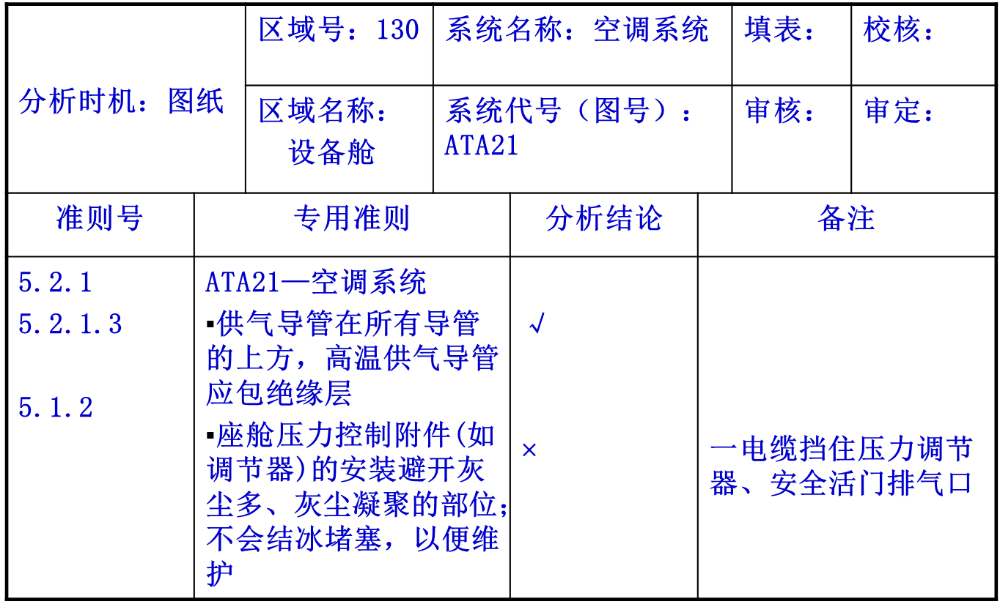 分析时机：图纸
区域号：130
系统名称：空调系统
填表：
校核：
区域名称：
设备舱
系统代号（图号）：
ATA21
审核：
审定：
准则号
专用准则
分析结论
备注
5.2.1
ATA21—空调系统
5.2.1.3
▪供气导管在所有导管
的上方，高温供气导管
应包绝缘层
√
5.1.2
▪座舱压力控制附件(如
调节器)的安装避开灰
尘多、灰尘凝聚的部位；
不会结冰堵塞，以便维
护
×
一电缆挡住压力调节
器、安全活门排气口